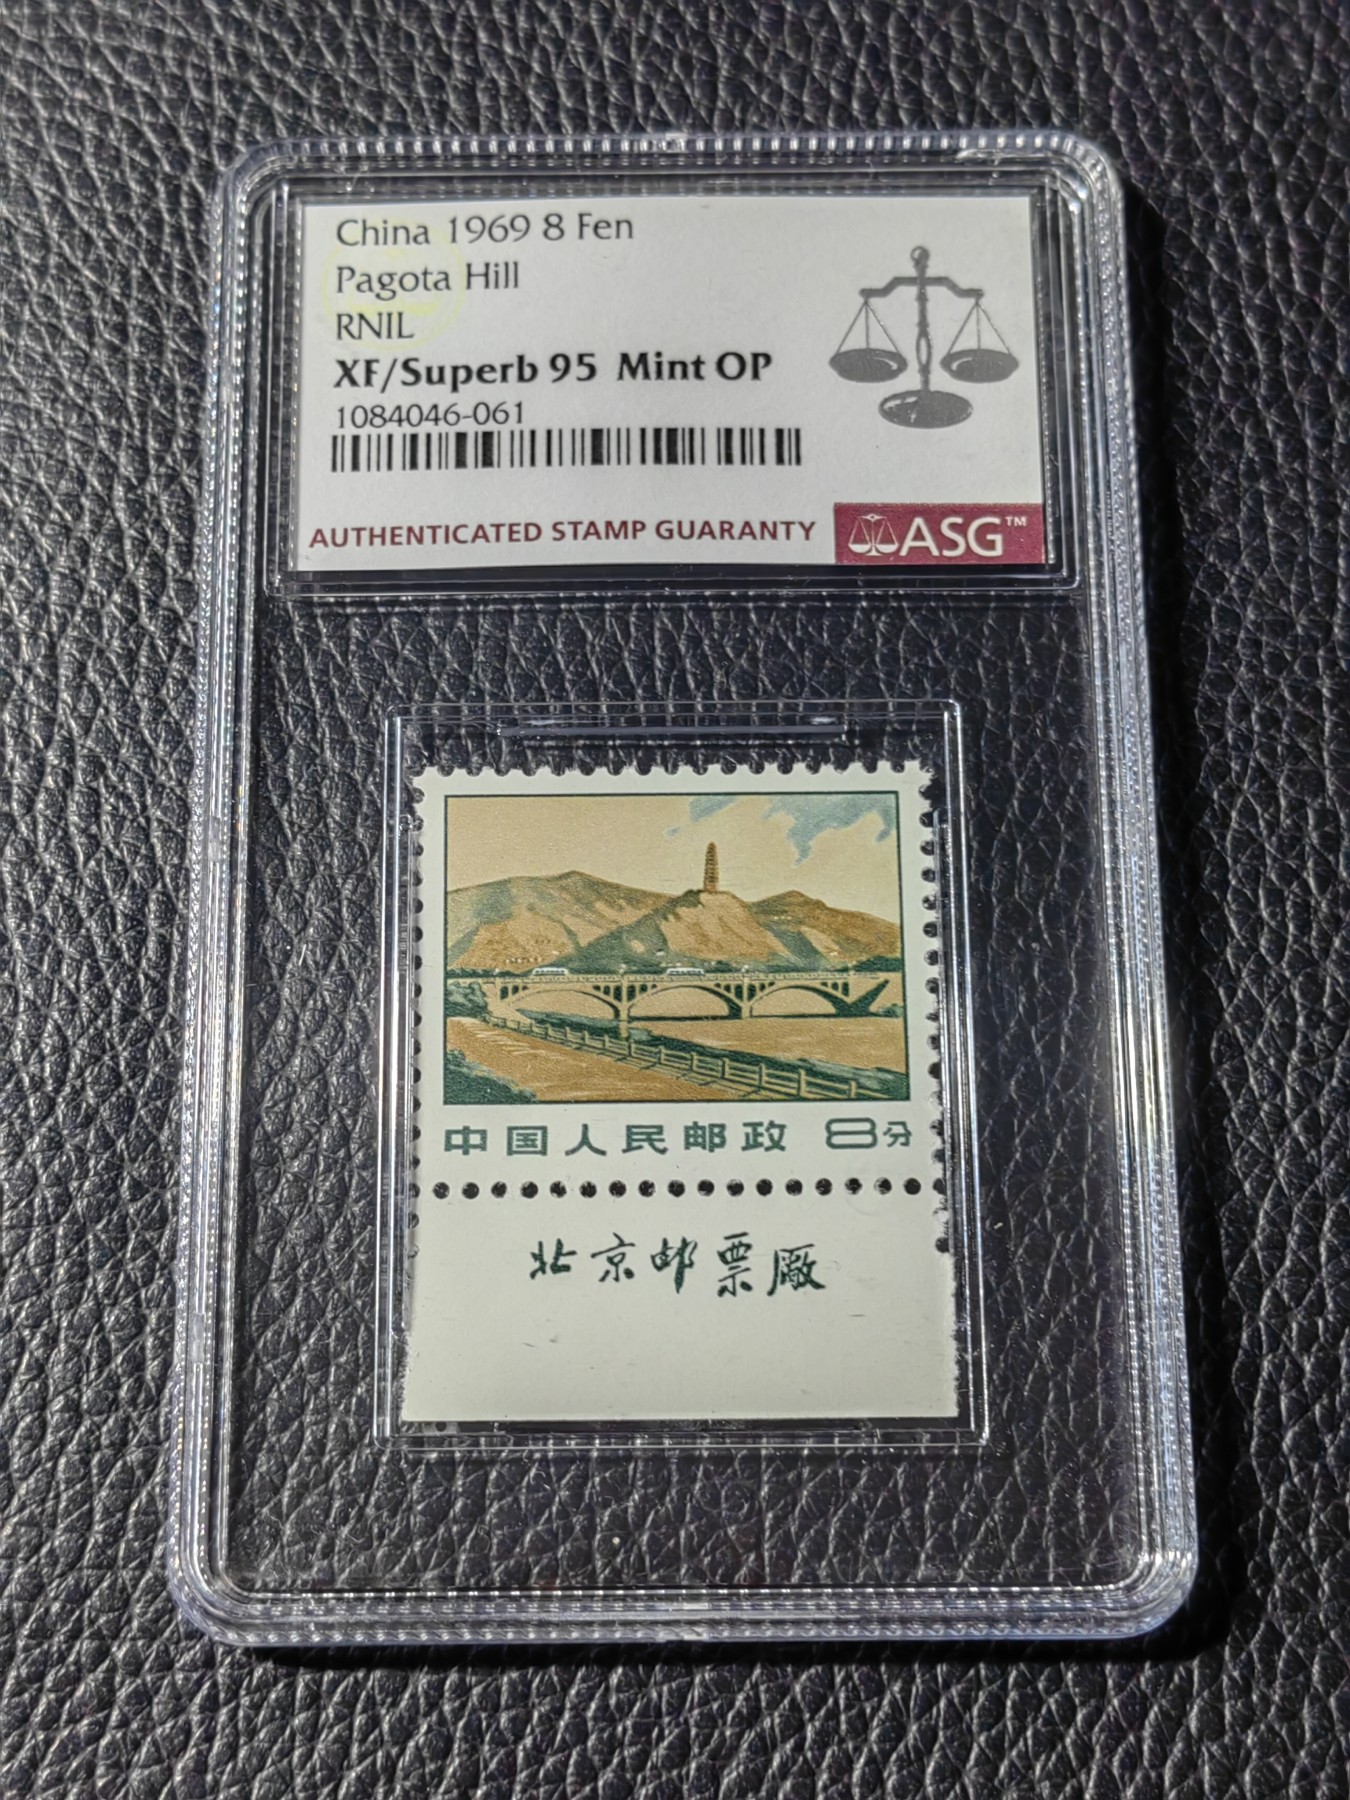 China 1969 8 Fen
Pagota Hill
RNIL
XF/Superb 95 Mint OP
1084046-061
AUTHENTICATED STAMP GUARANTY
ASG™
中国人民邮政 8分
北京邮票厰